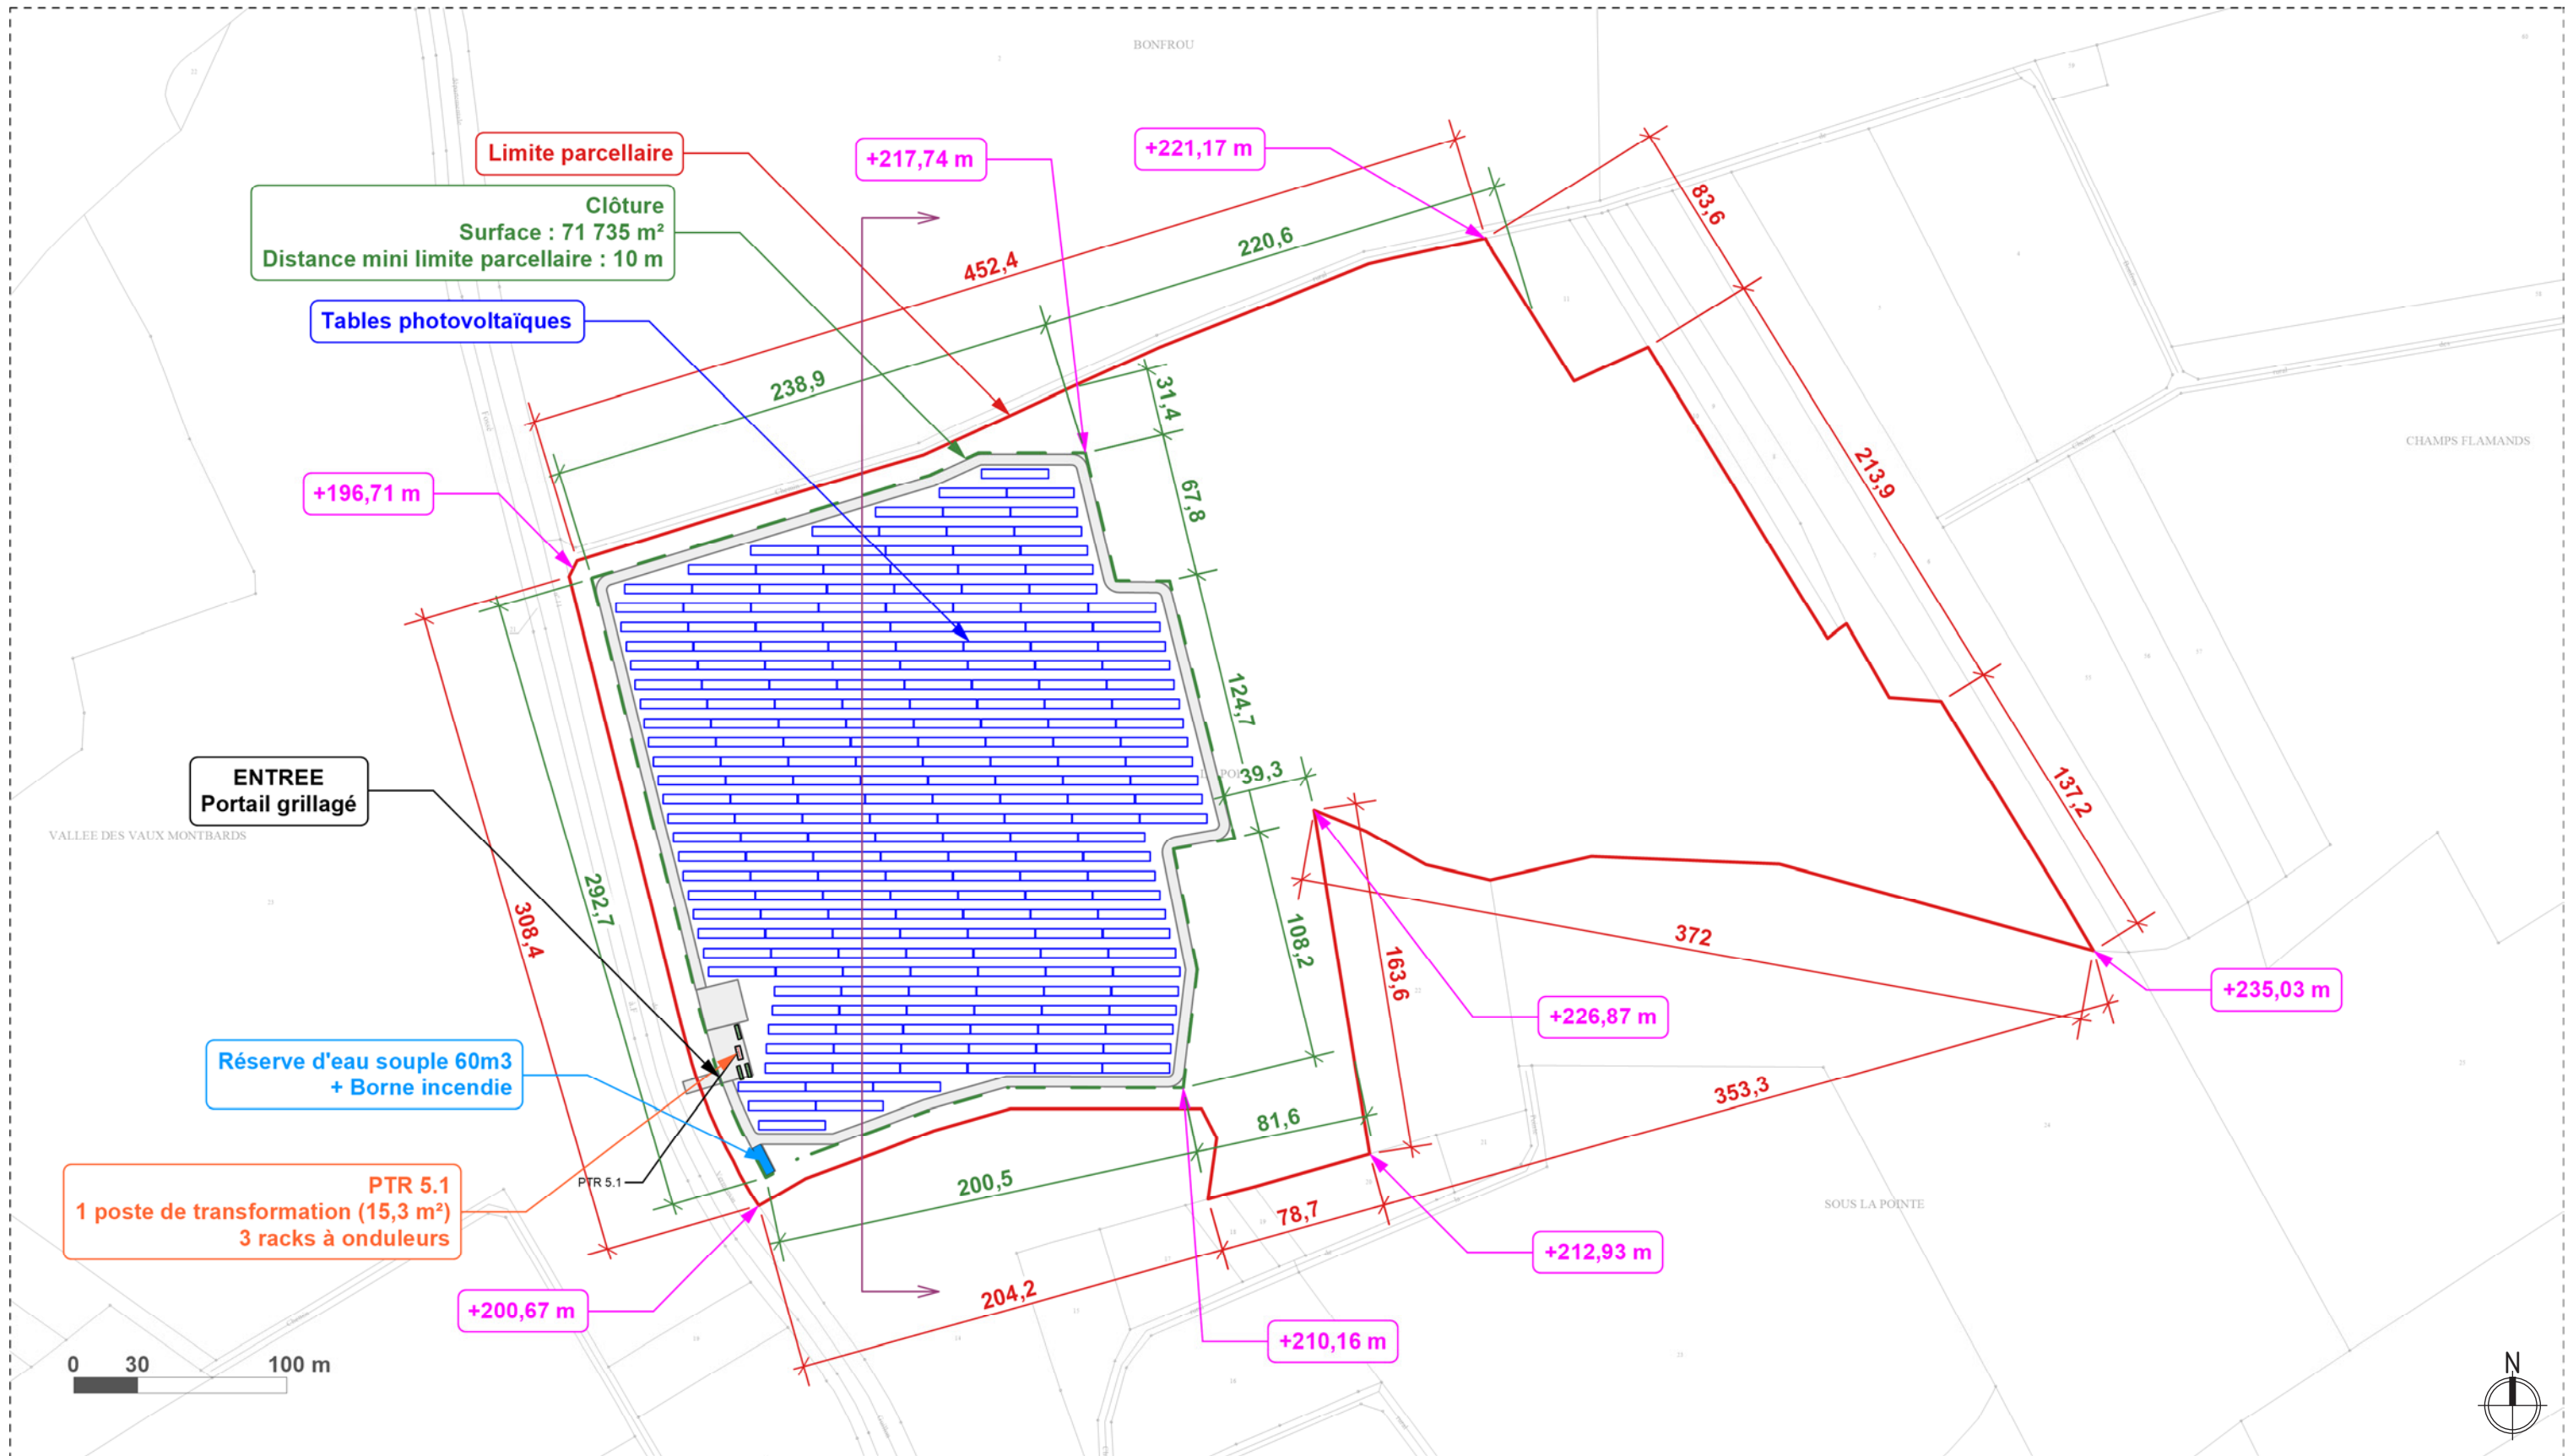 BONFROU
Limite parcellaire
+217,74 m
+221,17 m
Clôture
Surface : 71 735 m²
Distance mini limite parcellaire : 10 m
Tables photovoltaïques
452,4
220,6
238,9
83,6
31,4
67,8
213,9
CHAMPS FLAMANDS
+196,71 m
124,7
39,3
137,2
ENTREE
Portail grillagé
VALLEE DES VAUX MONTBARDS
292,7
308,4
108,2
163,6
372
+235,03 m
+226,87 m
Réserve d'eau souple 60m3
+ Borne incendie
353,3
81,6
PTR 5.1
PTR 5.1
1 poste de transformation (15,3 m²)
3 racks à onduleurs
200,5
78,7
SOUS LA POINTE
+212,93 m
204,2
+200,67 m
+210,16 m
0 30 100 m
N